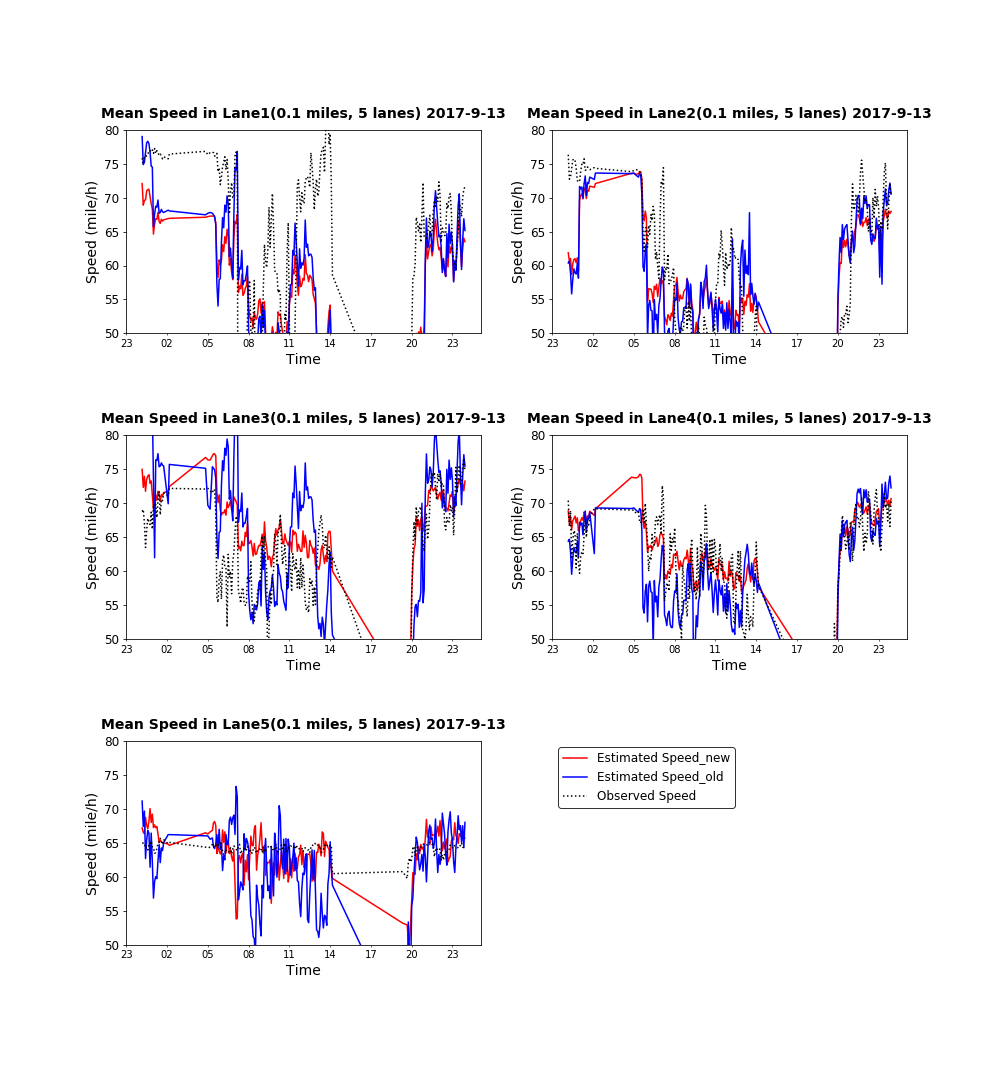 Mean Speed in Lane1(0.1 miles, 5 lanes) 2017-9-13
80
75
70
65
60
55
50
Speed (mile/h)
23 02 05 08 11 14 17 20 23
Time
Mean Speed in Lane2(0.1 miles, 5 lanes) 2017-9-13
80
75
70
65
60
55
50
Speed (mile/h)
23 02 05 08 11 14 17 20 23
Time
Mean Speed in Lane3(0.1 miles, 5 lanes) 2017-9-13
80
75
70
65
60
55
50
Speed (mile/h)
23 02 05 08 11 14 17 20 23
Time
Mean Speed in Lane4(0.1 miles, 5 lanes) 2017-9-13
80
75
70
65
60
55
50
Speed (mile/h)
23 02 05 08 11 14 17 20 23
Time
Mean Speed in Lane5(0.1 miles, 5 lanes) 2017-9-13
80
75
70
65
60
55
50
Speed (mile/h)
23 02 05 08 11 14 17 20 23
Time
Estimated Speed_new
Estimated Speed_old
Observed Speed